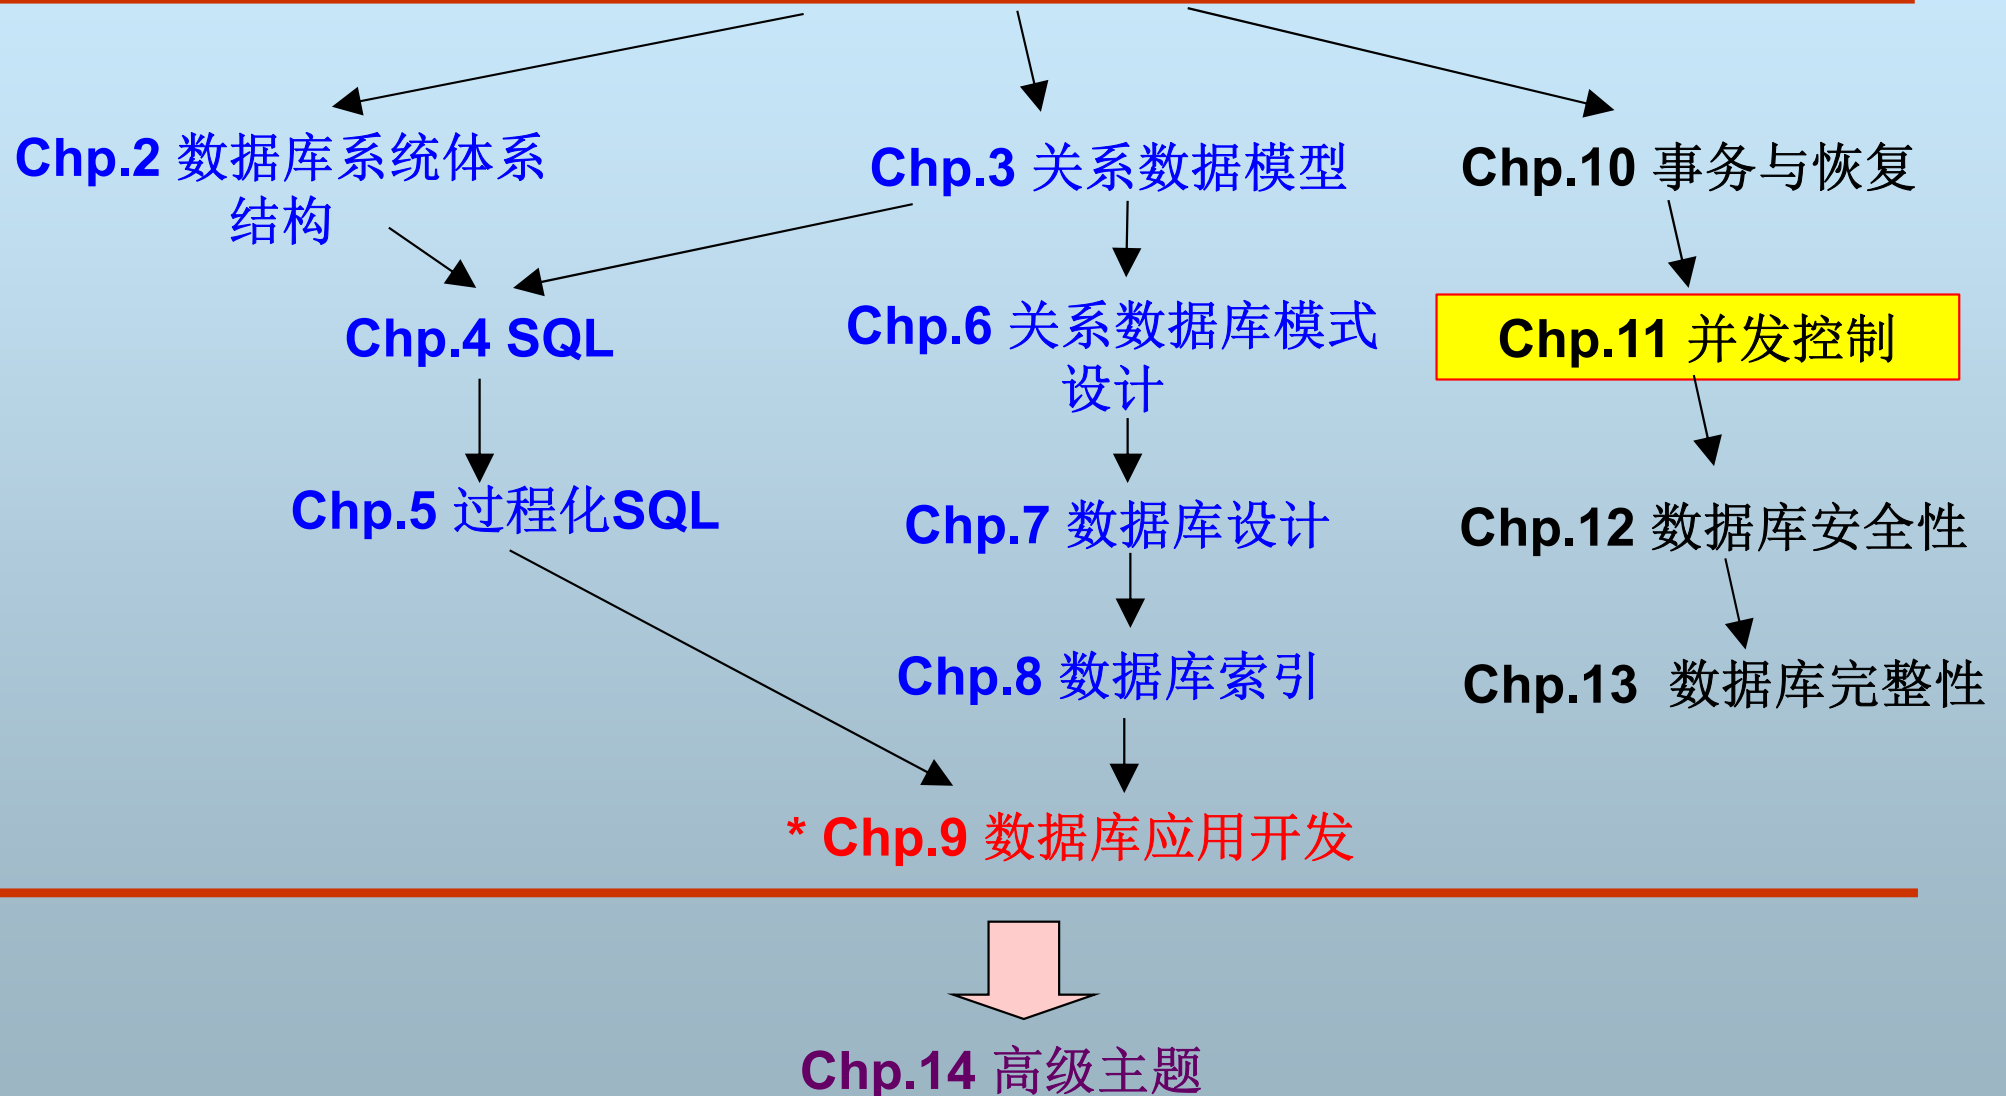 Chp.2 数据库系统体系
结构
Chp.3 关系数据模型
Chp.10 事务与恢复
Chp.4 SQL
Chp.6 关系数据库模式
设计
Chp.11 并发控制
Chp.5 过程化SQL
Chp.7 数据库设计
Chp.12 数据库安全性
Chp.8 数据库索引
Chp.13 数据库完整性
* Chp.9 数据库应用开发
Chp.14 高级主题